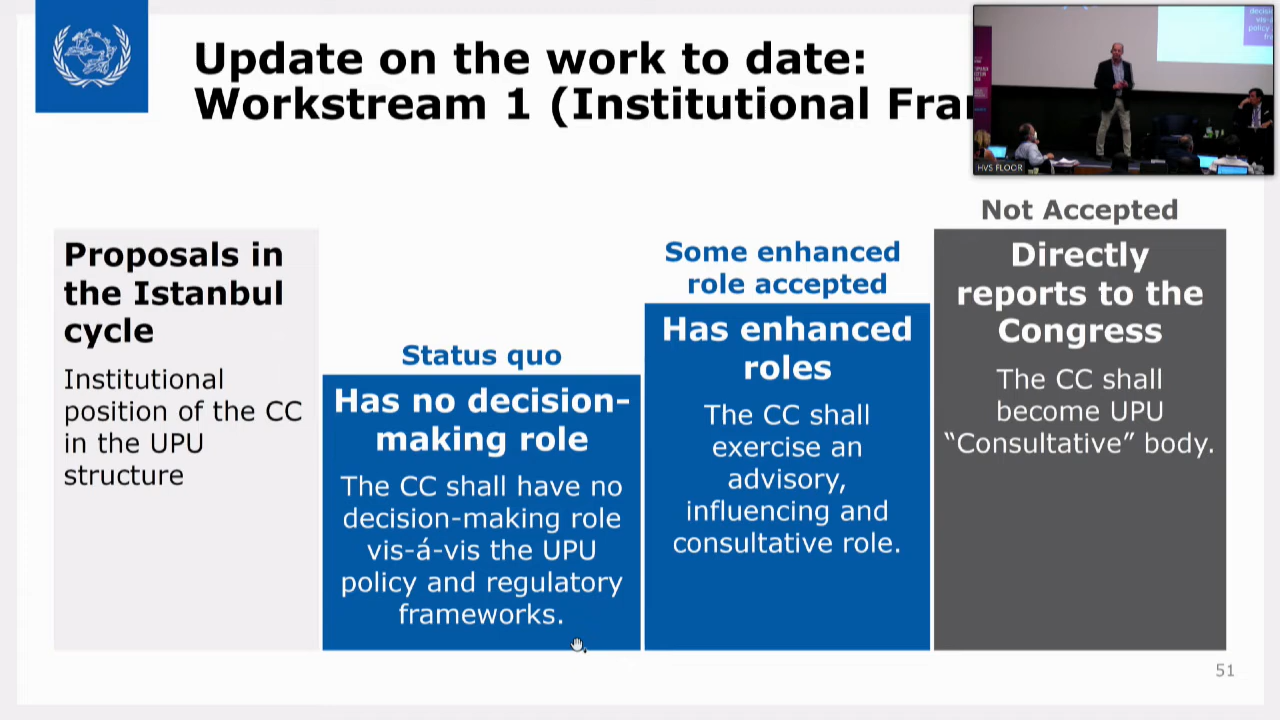 Update on the work to date:
Workstream 1 (Institutional Fra
HVS FLOOR
Proposals in
the Istanbul
cycle
Institutional
position of the CC
in the UPU
structure
Status quo
Has no decision-
making role
The CC shall have no
decision-making role
vis-á-vis the UPU
policy and regulatory
frameworks.
Some enhanced
role accepted
Has enhanced
roles
The CC shall
exercise an
advisory,
influencing and
consultative role.
Not Accepted
Directly
reports to the
Congress
The CC shall
become UPU
“Consultative” body.
51